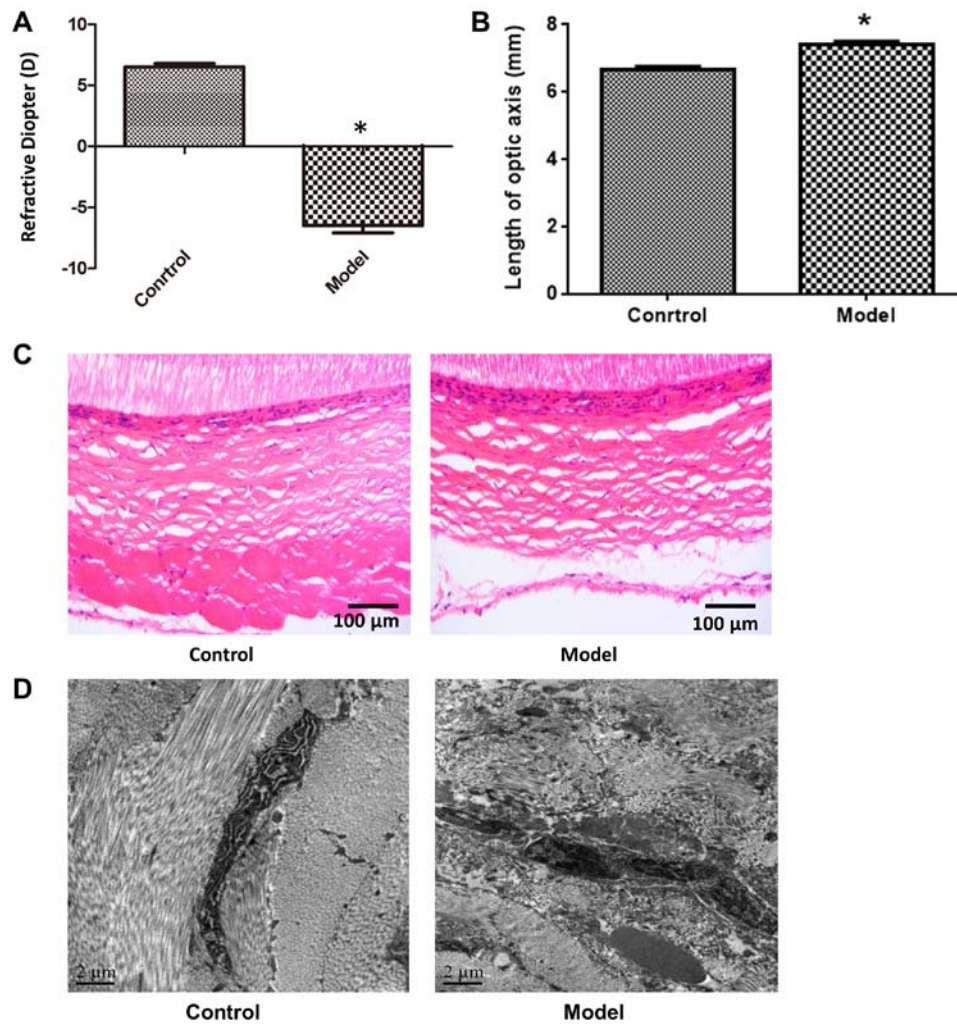 A
Refractive Diopter (D)
10
5
0
-5
-10
*
Conrtrol
Model
B
Length of optic axis (mm)
8
6
4
2
0
*
Conrtrol
Model
C
100 μm
100 μm
Control
Model
D
2 μm
2 μm
Control
Model